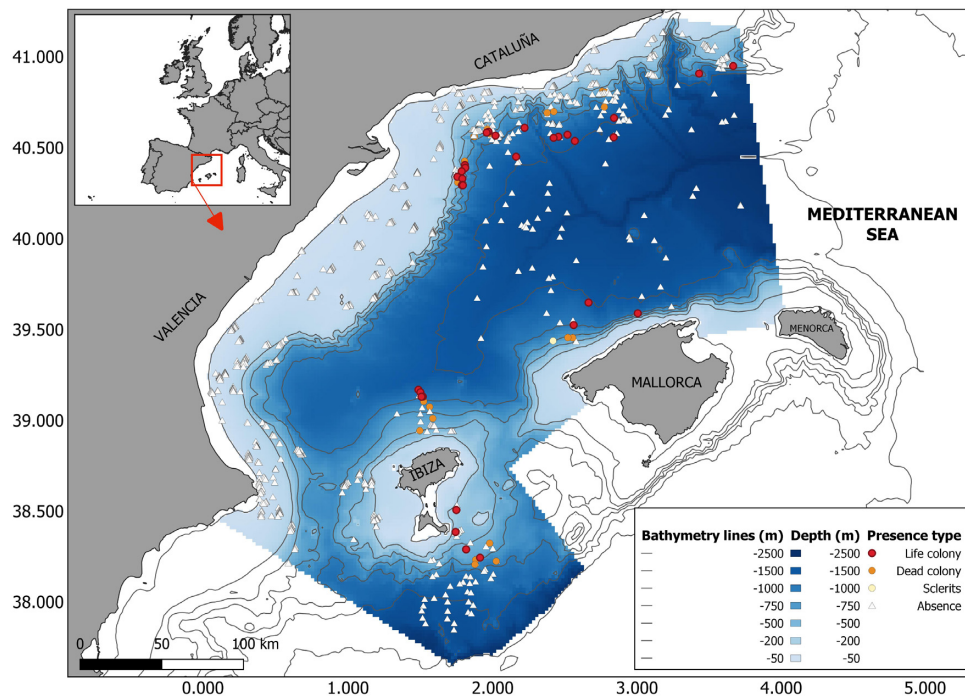 41.000
40.500
40.000
39.500
39.000
38.500
38.000
CATALUÑA
VALENCIA
MEDITERRANEAN
SEA
MENORCA
MALLORCA
IBIZA
0 50 100 km
0.000 1.000 2.000 3.000 4.000 5.000
Bathymetry lines (m) Depth (m) Presence type
-2500 -2500 Life colony
-1500 -1500 Dead colony
-1000 -1000 Sclerits
-750 -750 Absence
-500 -500
-200 -200
-50 -50